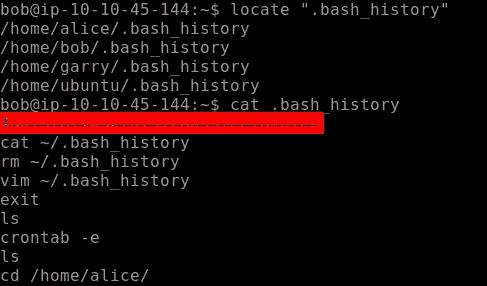 bob@ip-10-10-45-144:~$ locate ".bash_history"
/home/alice/.bash_history
/home/bob/.bash_history
/home/garry/.bash_history
/home/ubuntu/.bash_history
bob@ip-10-10-45-144:~$ cat .bash_history
cat ~/.bash_history
rm ~/.bash_history
vim ~/.bash_history
exit
ls
crontab -e
ls
cd /home/alice/